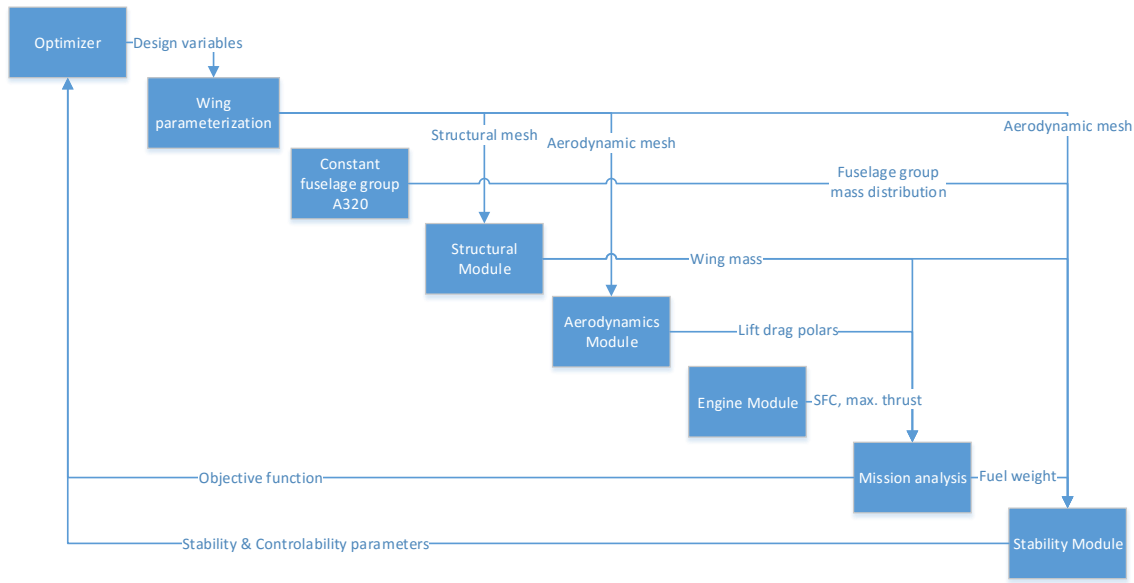 Optimizer
Design variables
Wing
parameterization
Structural mesh
Aerodynamic mesh
Aerodynamic mesh
Constant
fuselage group
A320
Fuselage group
mass distribution
Structural
Module
Wing mass
Aerodynamics
Module
Lift drag polars
Engine Module
SFC, max. thrust
Objective function
Mission analysis
Fuel weight
Stability & Controlability parameters
Stability Module